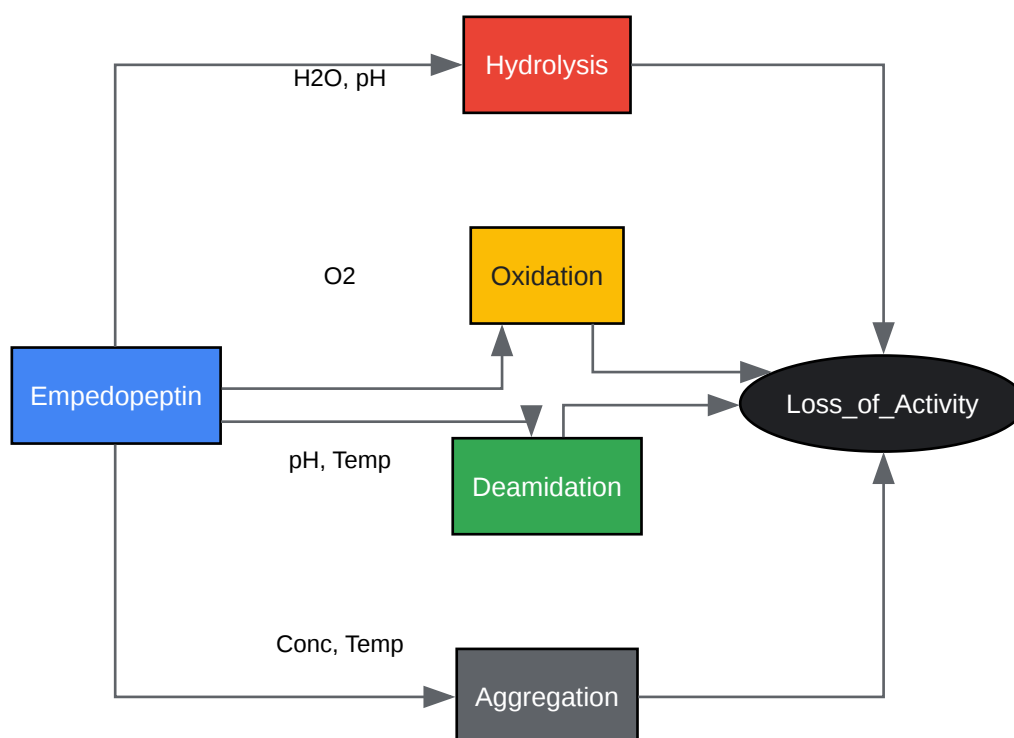 Hydrolysis
H2O, pH
O2
Oxidation
Empedopeptin
Loss_of_Activity
pH, Temp
Deamidation
Conc, Temp
Aggregation